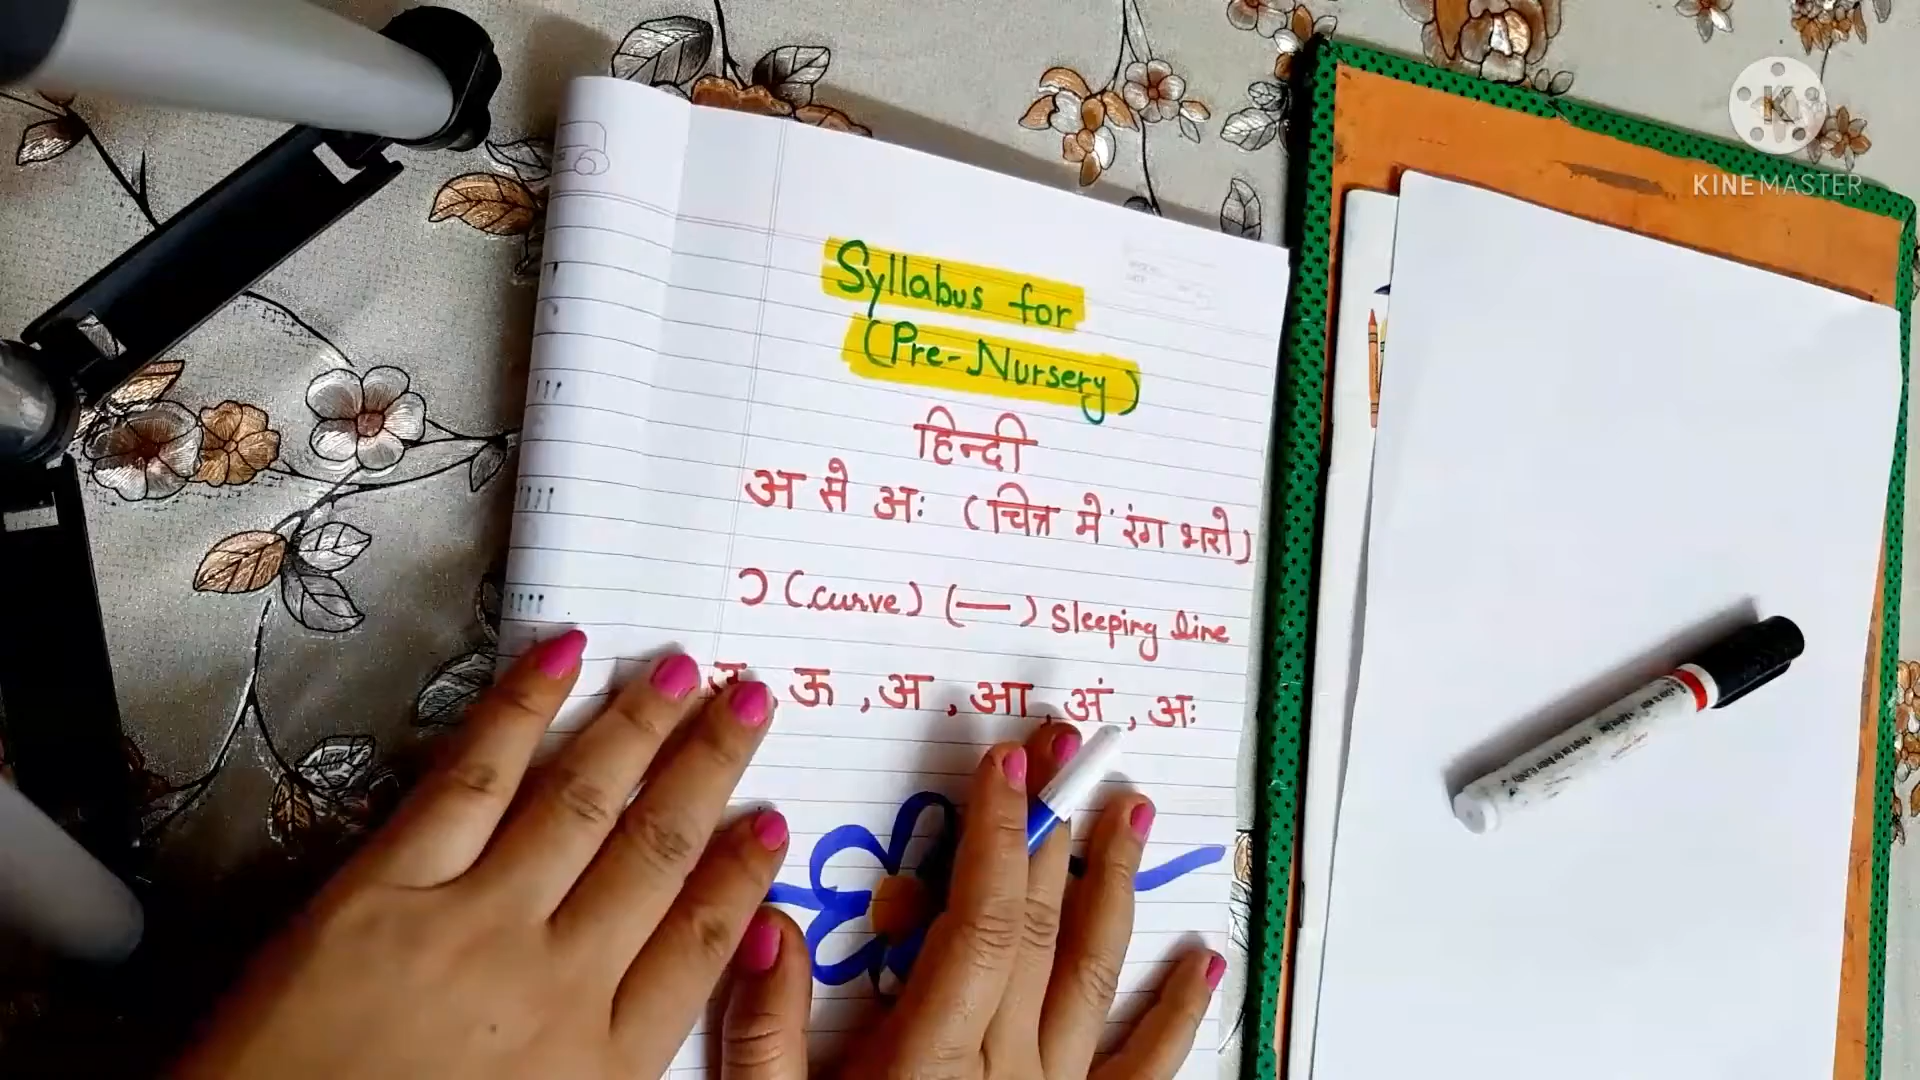 Syllabus for
(Pre-Nursery)
हिन्दी
अ से अः (चित्र में रंग भरो)
(curve) (—) Sleeping line
उ, ऊ, अ, आ, अं, अः
KINEMASTER